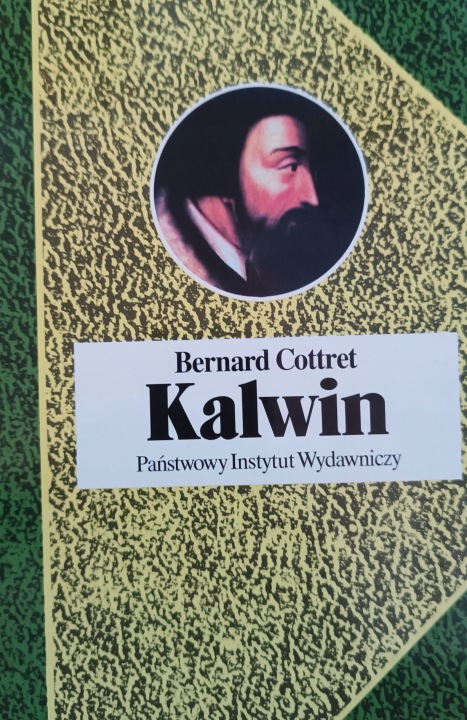 Bernard Cottret
Kalwin
Państwowy Instytut Wydawniczy